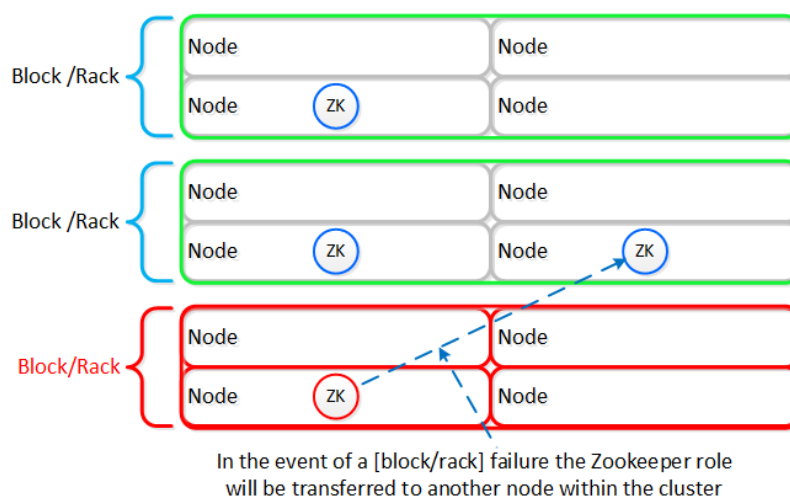 Node Node
Block /Rack
Node ZK Node
Node Node
Block /Rack
Node ZK Node ZK
Node Node
Block/Rack
Node ZK Node
In the event of a [block/rack] failure the Zookeeper role
will be transferred to another node within the cluster